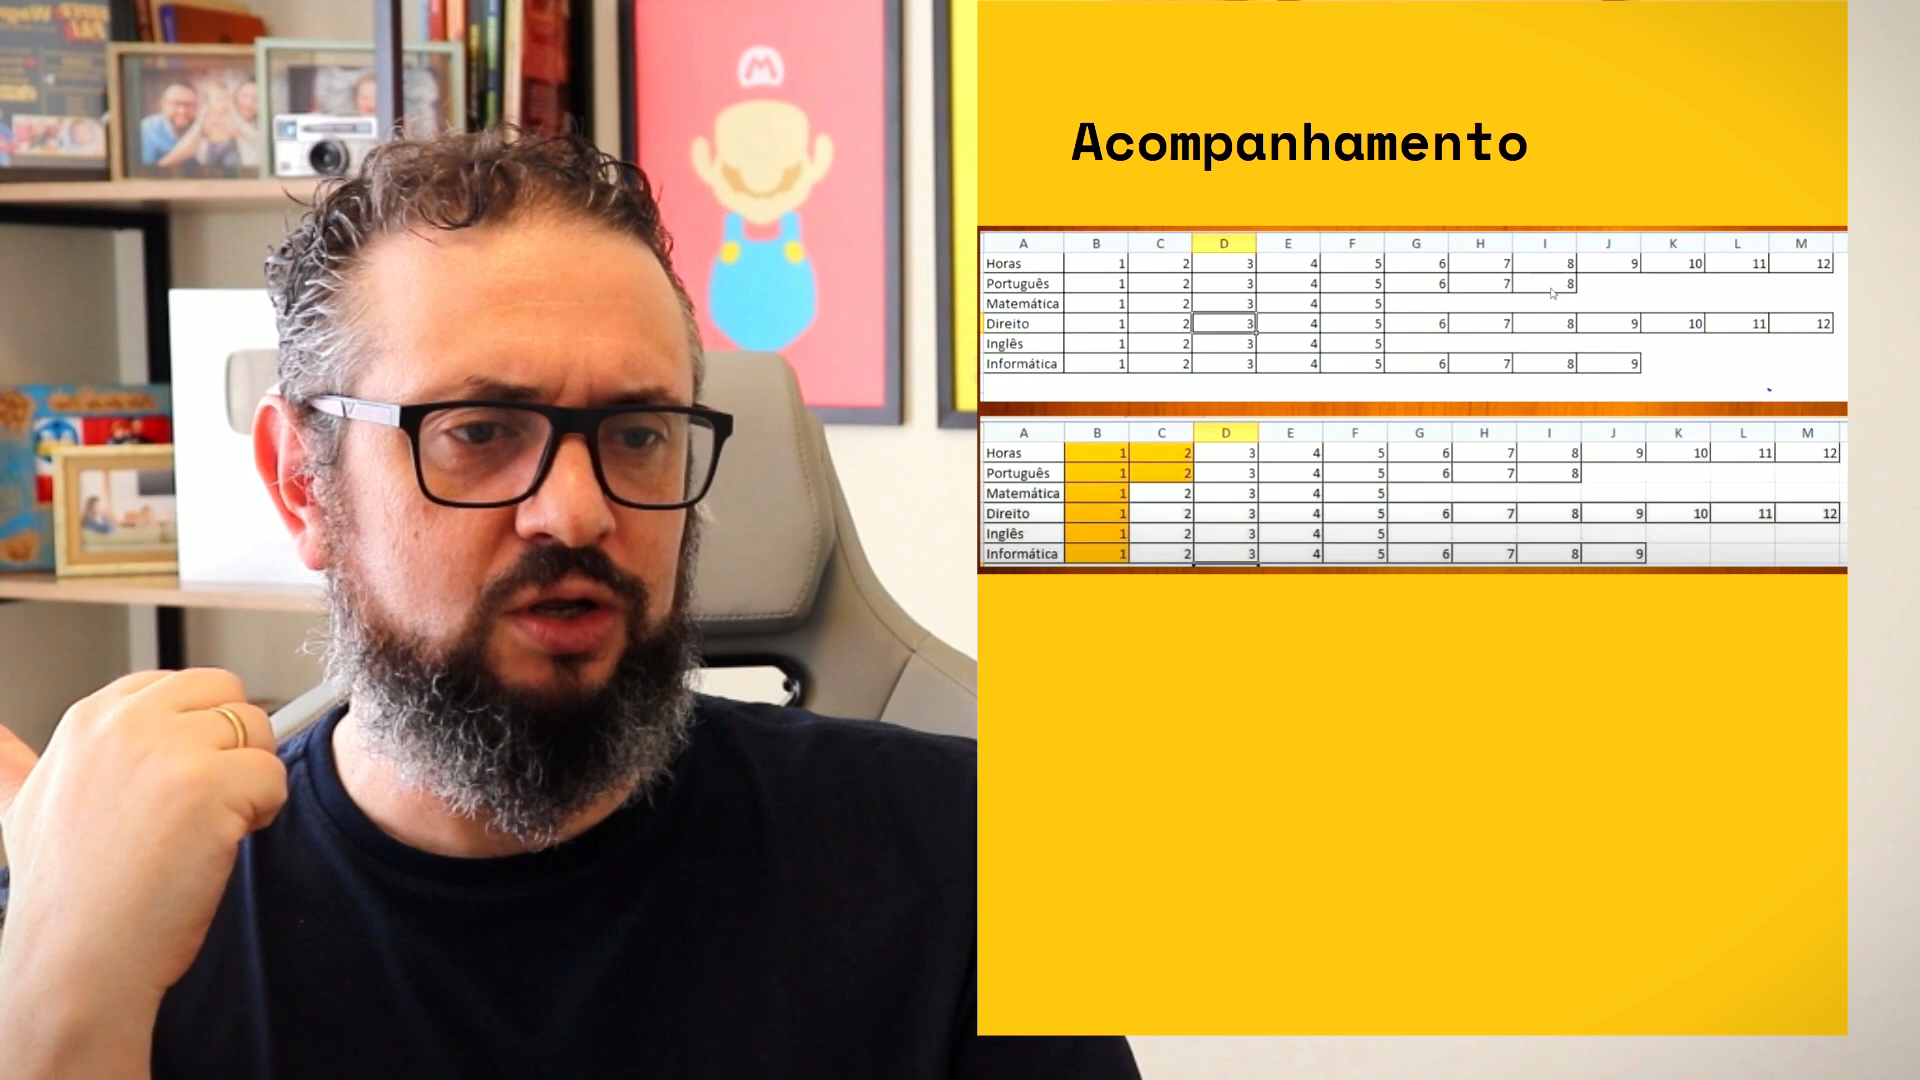 Acompanhamento
A B C D E F G H I J K L M
Horas 1 2 3 4 5 6 7 8 9 10 11 12
Português 1 2 3 4 5 6 7 8
Matemática 1 2 3 4 5
Direito 1 2 3 4 5 6 7 8 9 10 11 12
Inglês 1 2 3 4 5
Informática 1 2 3 4 5 6 7 8 9
A B C D E F G H I J K L M
Horas 1 2 3 4 5 6 7 8 9 10 11 12
Português 1 2 3 4 5 6 7 8
Matemática 1 2 3 4 5
Direito 1 2 3 4 5 6 7 8 9 10 11 12
Inglês 1 2 3 4 5
Informática 1 2 3 4 5 6 7 8 9
M